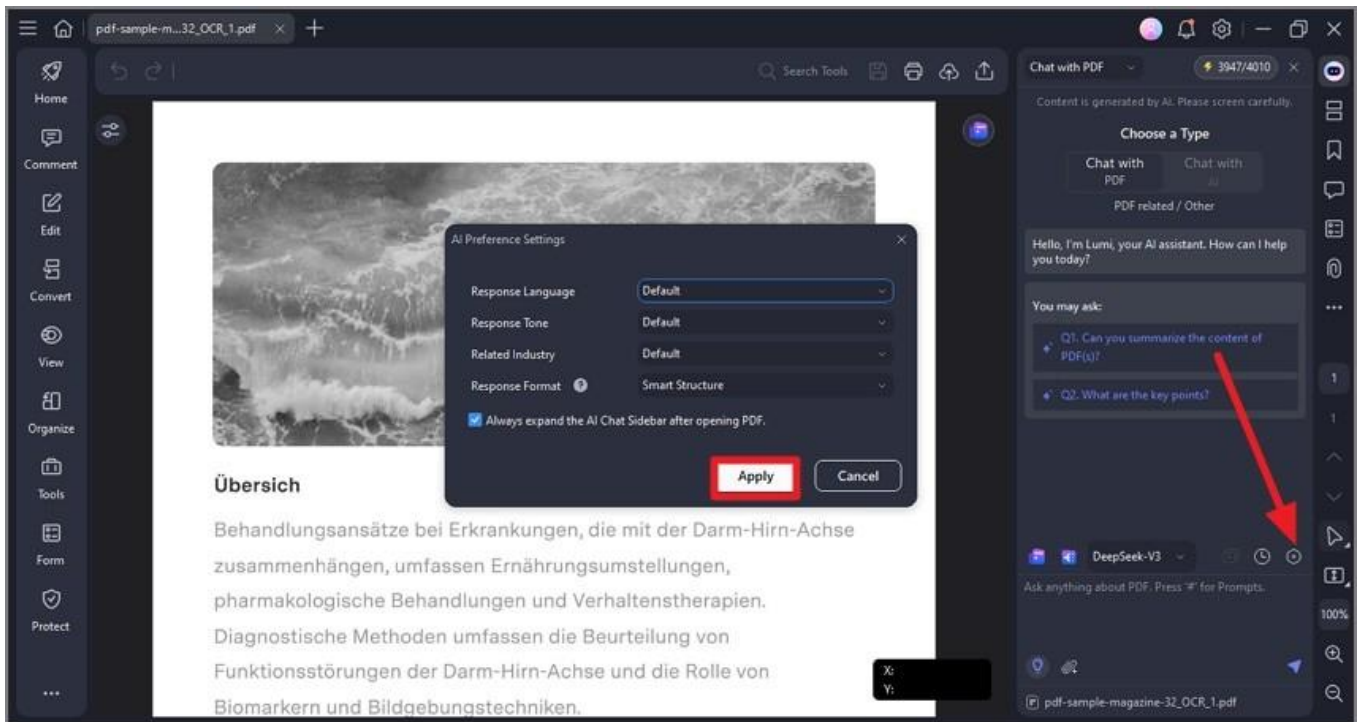 pdf-sample-m...32_OCR_1.pdf
Home
Comment
Edit
Convert
View
Organize
Tools
Form
Protect
Search Tools
Übersich
Behandlungsansätze bei Erkrankungen, die mit der Darm-Hirn-Achse
zusammenhängen, umfassen Ernährungsumstellungen,
pharmakologische Behandlungen und Verhaltenstherapien.
Diagnostische Methoden umfassen die Beurteilung von
Funktionsstörungen der Darm-Hirn-Achse und die Rolle von
Biomarkern und Bildgebungstechniken.
AI Preference Settings
Response Language Default
Response Tone Default
Related Industry Default
Response Format Smart Structure
Always expand the AI Chat Sidebar after opening PDF.
Apply Cancel
X:
Y:
Chat with PDF 3947/4010
Content is generated by AI. Please screen carefully.
Choose a Type
Chat with PDF
Chat with
PDF related / Other
Hello, I'm Lumi, your AI assistant. How can I help
you today?
You may ask:
Q1. Can you summarize the content of
PDF(s)?
Q2. What are the key points?
DeepSeek-V3
Ask anything about PDF. Press '#' for Prompts.
pdf-sample-magazine-32_OCR_1.pdf
1
1
100%